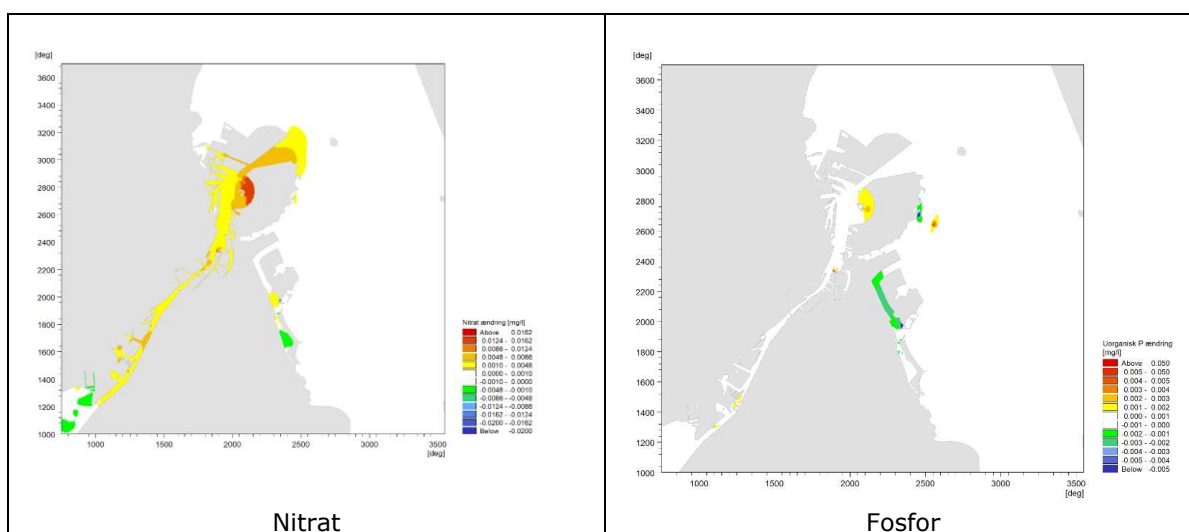 [deg]
3600
3400
3200
3000
2800
2600
2400
2200
2000
1800
1600
1400
1200
1000
1000 1500 2000 2500 3000 3500
[deg]
Nitrat ændring [mg/l]
Above 0.0162
0.0124 - 0.0162
0.0066 - 0.0124
0.0048 - 0.0066
0.0010 - 0.0048
0.0000 - 0.0010
-0.0010 - 0.0000
-0.0048 - -0.0010
-0.0066 - -0.0048
-0.0124 - -0.0066
-0.0162 - -0.0124
-0.0200 - -0.0162
Below -0.0200
Nitrat
[deg]
3600
3400
3200
3000
2800
2600
2400
2200
2000
1800
1600
1400
1200
1000
1000 1500 2000 2500 3000 3500
[deg]
Uorganisk P ændring
[mg/l]
Above 0.050
0.005 - 0.050
0.004 - 0.005
0.003 - 0.004
0.002 - 0.003
0.001 - 0.002
0.000 - 0.001
-0.001 - 0.000
-0.002 - -0.001
-0.003 - -0.002
-0.004 - -0.003
-0.005 - -0.004
Below -0.005
Fosfor